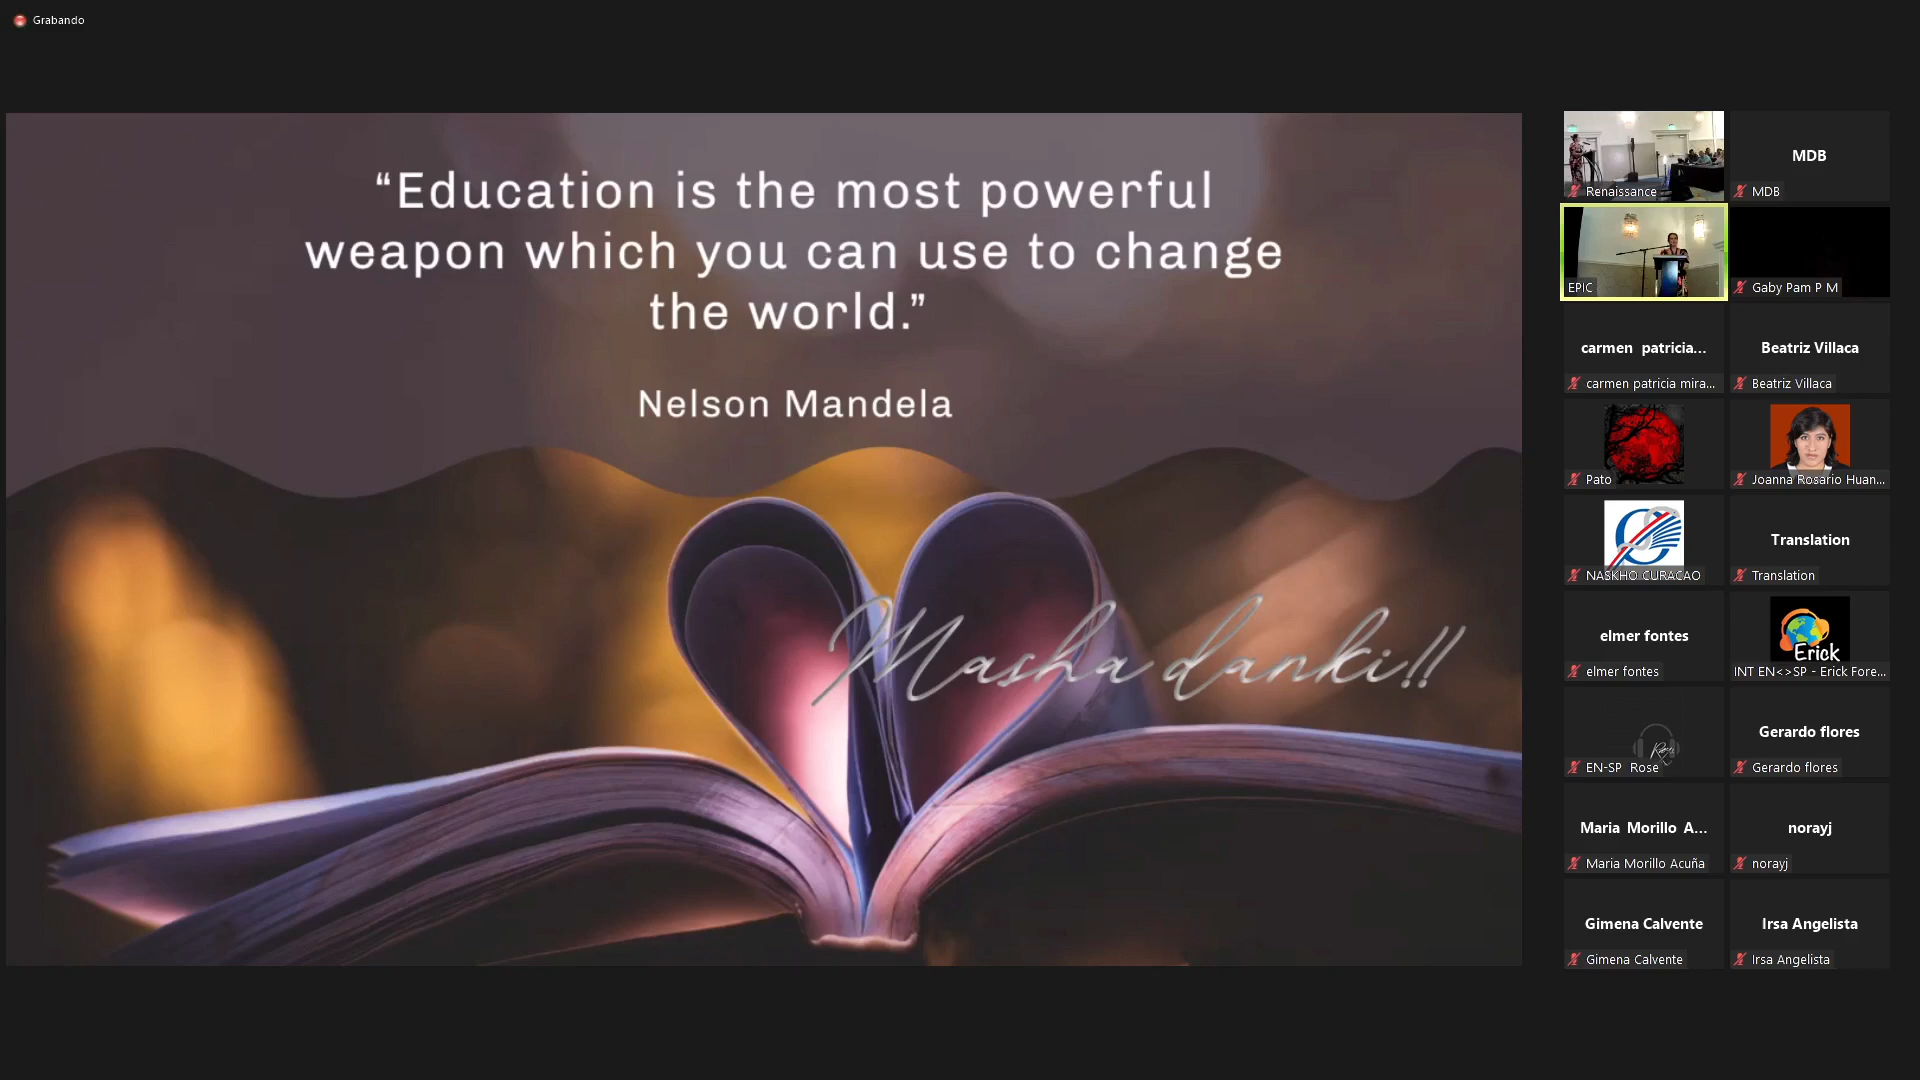 Grabando
“Education is the most powerful
weapon which you can use to change
the world.”
Nelson Mandela
Masha danki!!
Renaissance
MDB
MDB
EPIC
Gaby Pam P M
carmen patricia...
carmen patricia mira...
Beatriz Villaca
Beatriz Villaca
Pato
Joanna Rosario Huan...
NASKHO CURACAO
Translation
Translation
elmer fontes
elmer fontes
Erick
INT EN<>SP - Erick Fore...
Rose
EN-SP Rose
Gerardo flores
Gerardo flores
Maria Morillo A...
Maria Morillo Acuña
norayj
norayj
Gimena Calvente
Gimena Calvente
Irsa Angelista
Irsa Angelista